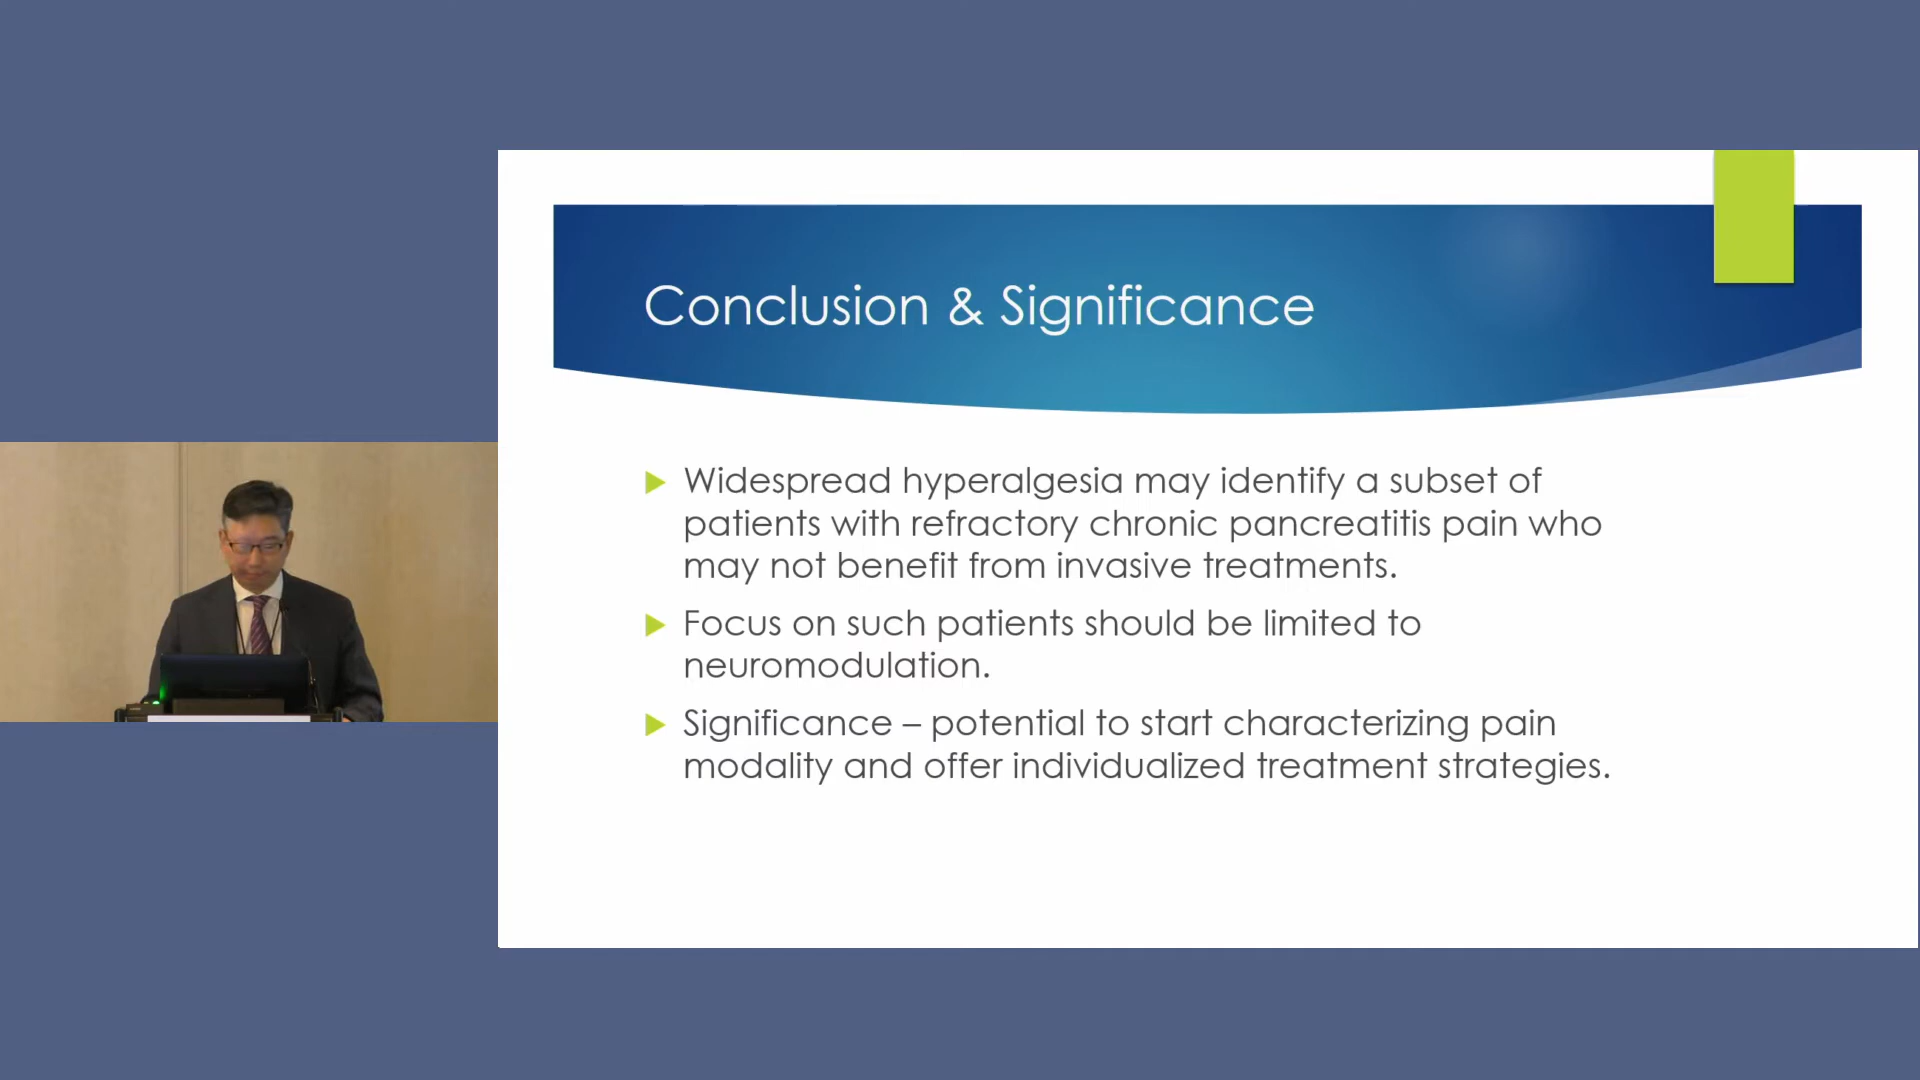 Conclusion & Significance
Widespread hyperalgesia may identify a subset of
patients with refractory chronic pancreatitis pain who
may not benefit from invasive treatments.
Focus on such patients should be limited to
neuromodulation.
Significance – potential to start characterizing pain
modality and offer individualized treatment strategies.